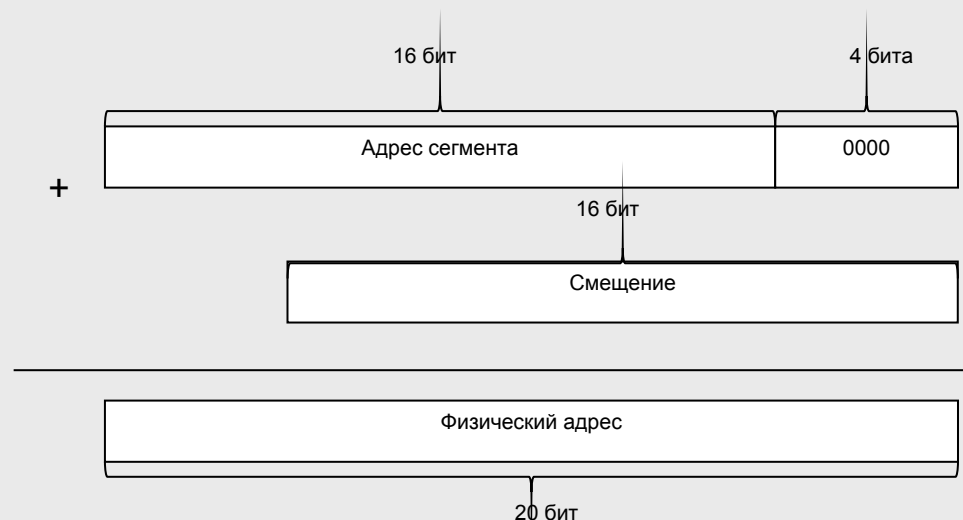 16 бит
4 бита
Адрес сегмента
0000
+
16 бит
Смещение
Физический адрес
20 бит